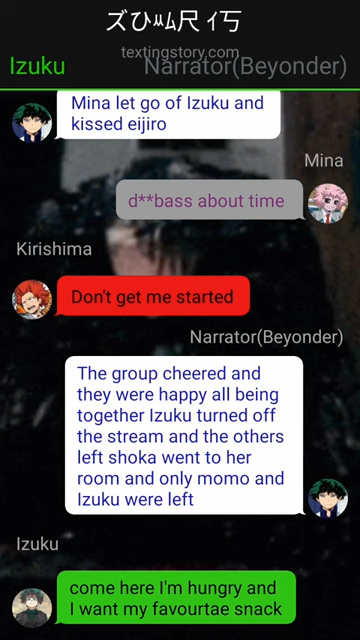 ズひﾶﾑ尺 ｲ丂
textingstory.com
Izuku
Narrator(Beyonder)
Mina let go of Izuku and
kissed eijiro
Mina
d**bass about time
Kirishima
Don't get me started
Narrator(Beyonder)
The group cheered and
they were happy all being
together Izuku turned off
the stream and the others
left shoka went to her
room and only momo and
Izuku were left
Izuku
come here I'm hungry and
I want my favourtae snack